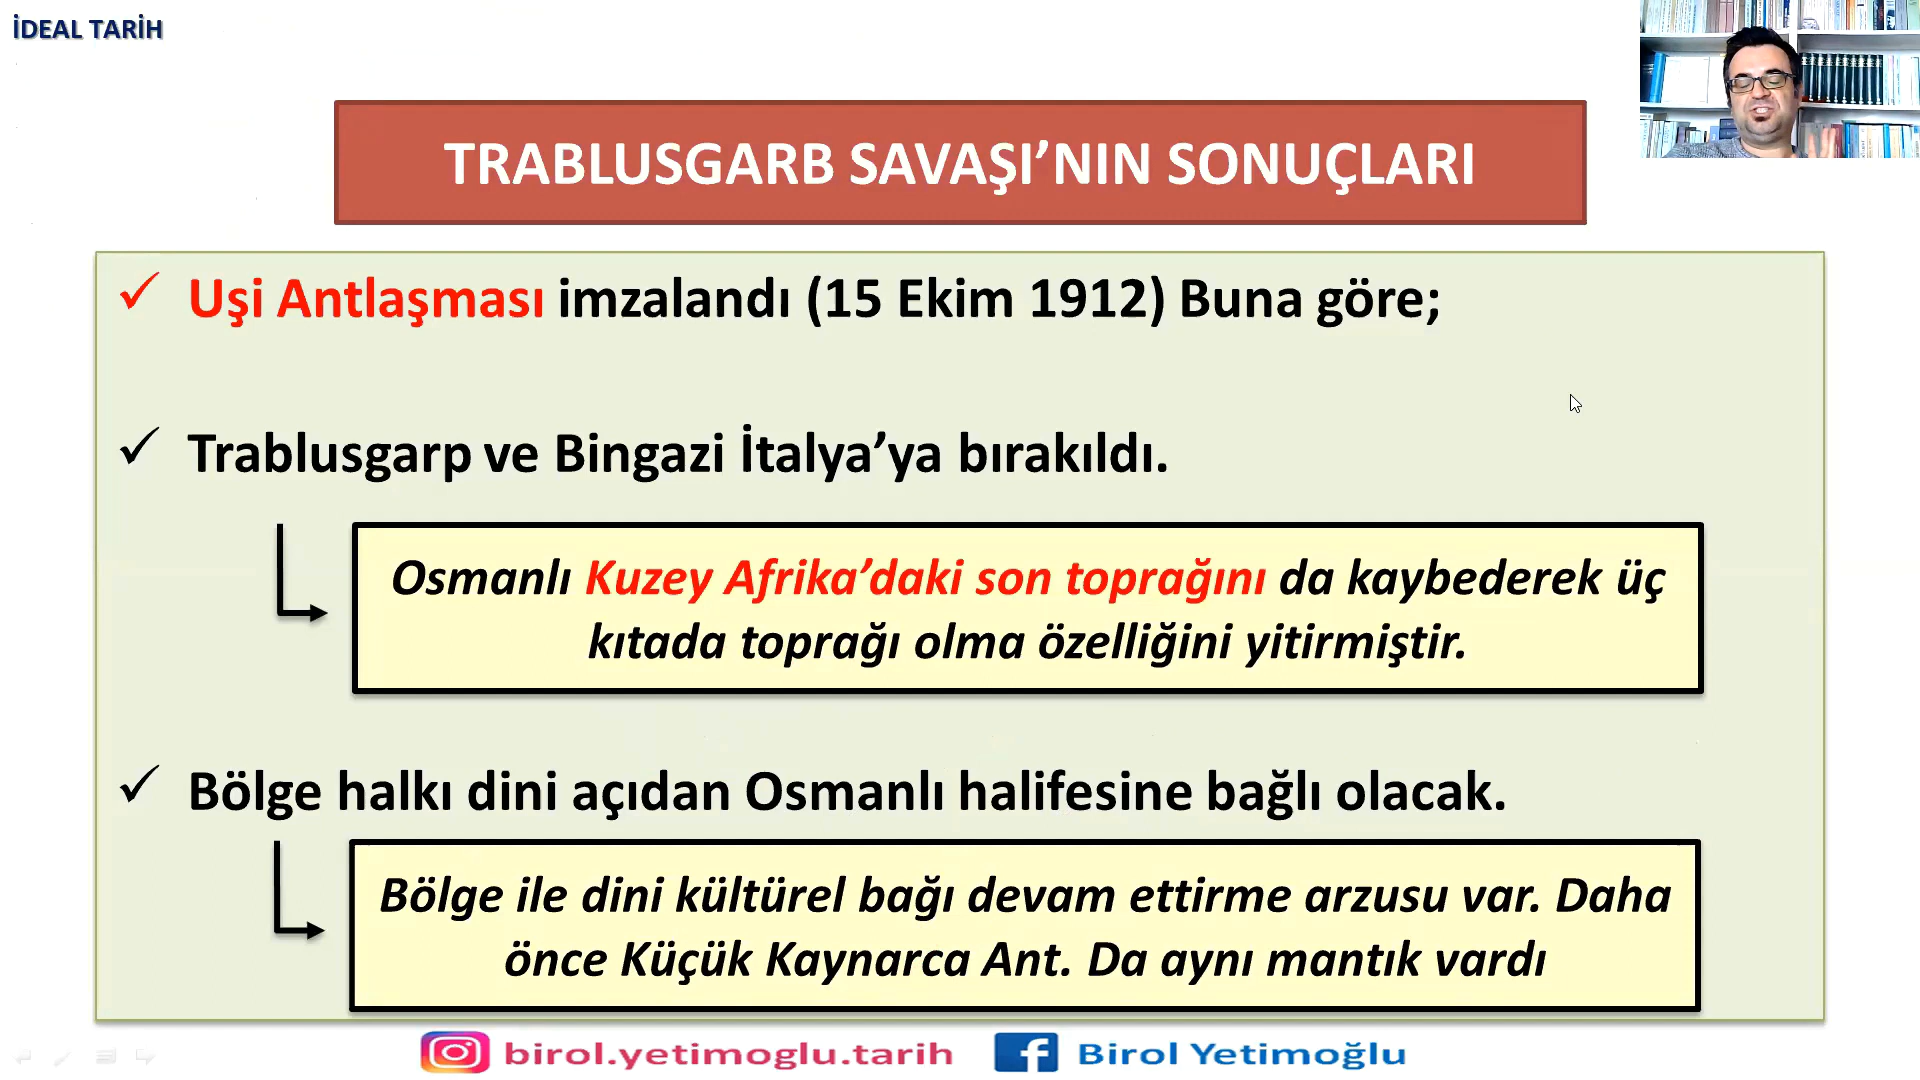 İDEAL TARİH
TRABLUSGARB SAVAŞI’NIN SONUÇLARI
✓ Uşi Antlaşması imzalandı (15 Ekim 1912) Buna göre;
✓ Trablusgarp ve Bingazi İtalya’ya bırakıldı.
Osmanlı Kuzey Afrika’daki son toprağını da kaybederek üç
kıtada toprağı olma özelliğini yitirmiştir.
✓ Bölge halkı dini açıdan Osmanlı halifesine bağlı olacak.
Bölge ile dini kültürel bağı devam ettirme arzusu var. Daha
önce Küçük Kaynarca Ant. Da aynı mantık vardı
birol.yetimoglu.tarih
Birol Yetimoğlu